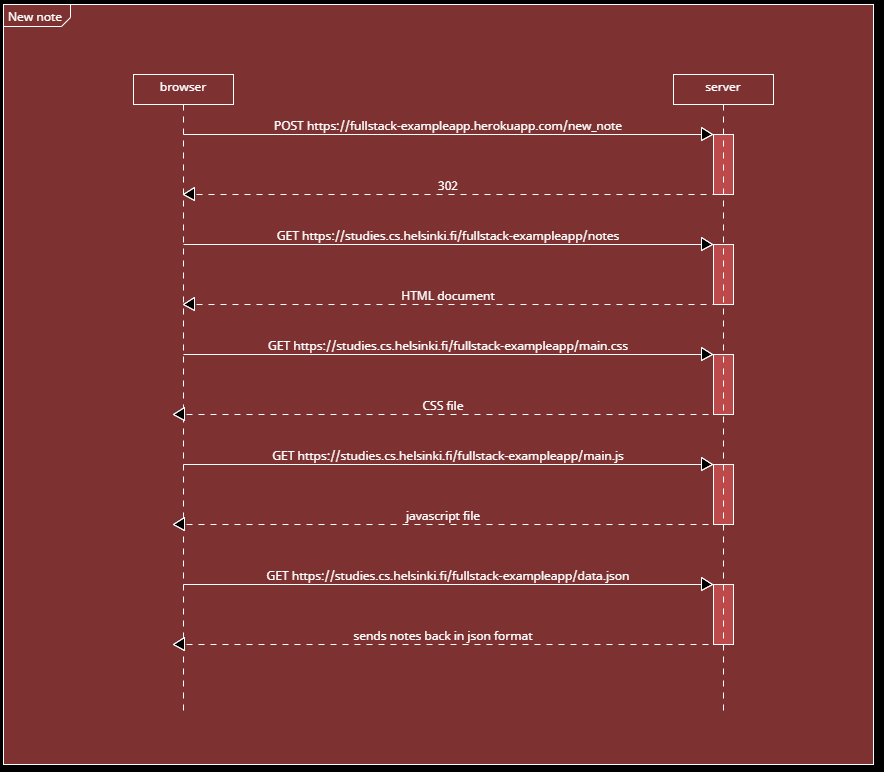 New note
browser
server
POST https://fullstack-exampleapp.herokuapp.com/new_note
302
GET https://studies.cs.helsinki.fi/fullstack-exampleapp/notes
HTML document
GET https://studies.cs.helsinki.fi/fullstack-exampleapp/main.css
CSS file
GET https://studies.cs.helsinki.fi/fullstack-exampleapp/main.js
javascript file
GET https://studies.cs.helsinki.fi/fullstack-exampleapp/data.json
sends notes back in json format